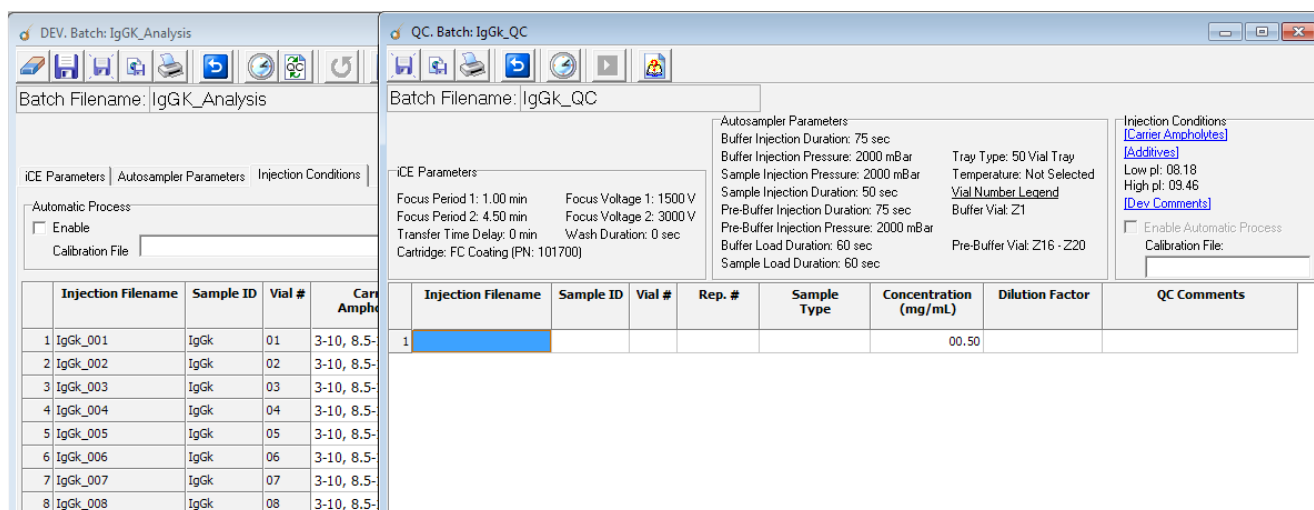 DEV. Batch: IgGK_Analysis
Batch Filename: IgGK_Analysis
iCE Parameters Autosampler Parameters Injection Conditions
Automatic Process
Enable
Calibration File
Injection Filename Sample ID Vial #
1 IgGk_001 IgGk 01 3-10, 8.5-
2 IgGk_002 IgGk 02 3-10, 8.5-
3 IgGk_003 IgGk 03 3-10, 8.5-
4 IgGk_004 IgGk 04 3-10, 8.5-
5 IgGk_005 IgGk 05 3-10, 8.5-
6 IgGk_006 IgGk 06 3-10, 8.5-
7 IgGk_007 IgGk 07 3-10, 8.5-
8 IgGk_008 IgGk 08 3-10, 8.5-
QC. Batch: IgGk_QC
QC
Batch Filename: IgGk_QC
iCE Parameters
Focus Period 1: 1.00 min Focus Voltage 1: 1500 V
Focus Period 2: 4.50 min Focus Voltage 2: 3000 V
Transfer Time Delay: 0 min Wash Duration: 0 sec
Cartridge: FC Coating (PN: 101700)
Autosampler Parameters
Buffer Injection Duration: 75 sec
Buffer Injection Pressure: 2000 mBar Tray Type: 50 Vial Tray
Sample Injection Pressure: 2000 mBar Temperature: Not Selected
Sample Injection Duration: 50 sec Vial Number Legend
Pre-Buffer Injection Duration: 75 sec Buffer Vial: Z1
Pre-Buffer Injection Pressure: 2000 mBar
Buffer Load Duration: 60 sec Pre-Buffer Vial: Z16 - Z20
Sample Load Duration: 60 sec
Injection Conditions
[Carrier Ampholytes]
[Additives]
Low pI: 08.18
High pI: 09.46
[Dev Comments]
Enable Automatic Process
Calibration File:
Injection Filename Sample ID Vial # Rep. # Sample Type Concentration (mg/mL) Dilution Factor QC Comments
1 00.50